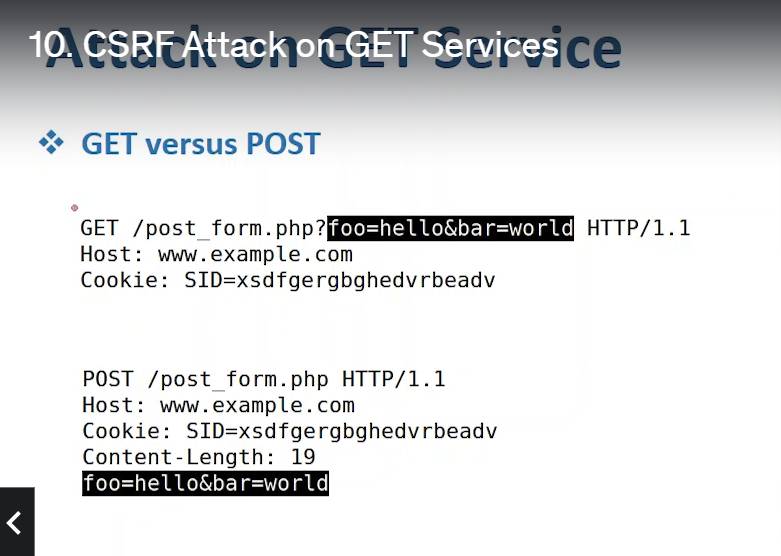 10. CSRF Attack on GET Services
Attack on GET Service
❖ GET versus POST
GET /post_form.php?foo=hello&bar=world HTTP/1.1
Host: www.example.com
Cookie: SID=xsdfgergbghedvrbeadv
POST /post_form.php HTTP/1.1
Host: www.example.com
Cookie: SID=xsdfgergbghedvrbeadv
Content-Length: 19
foo=hello&bar=world